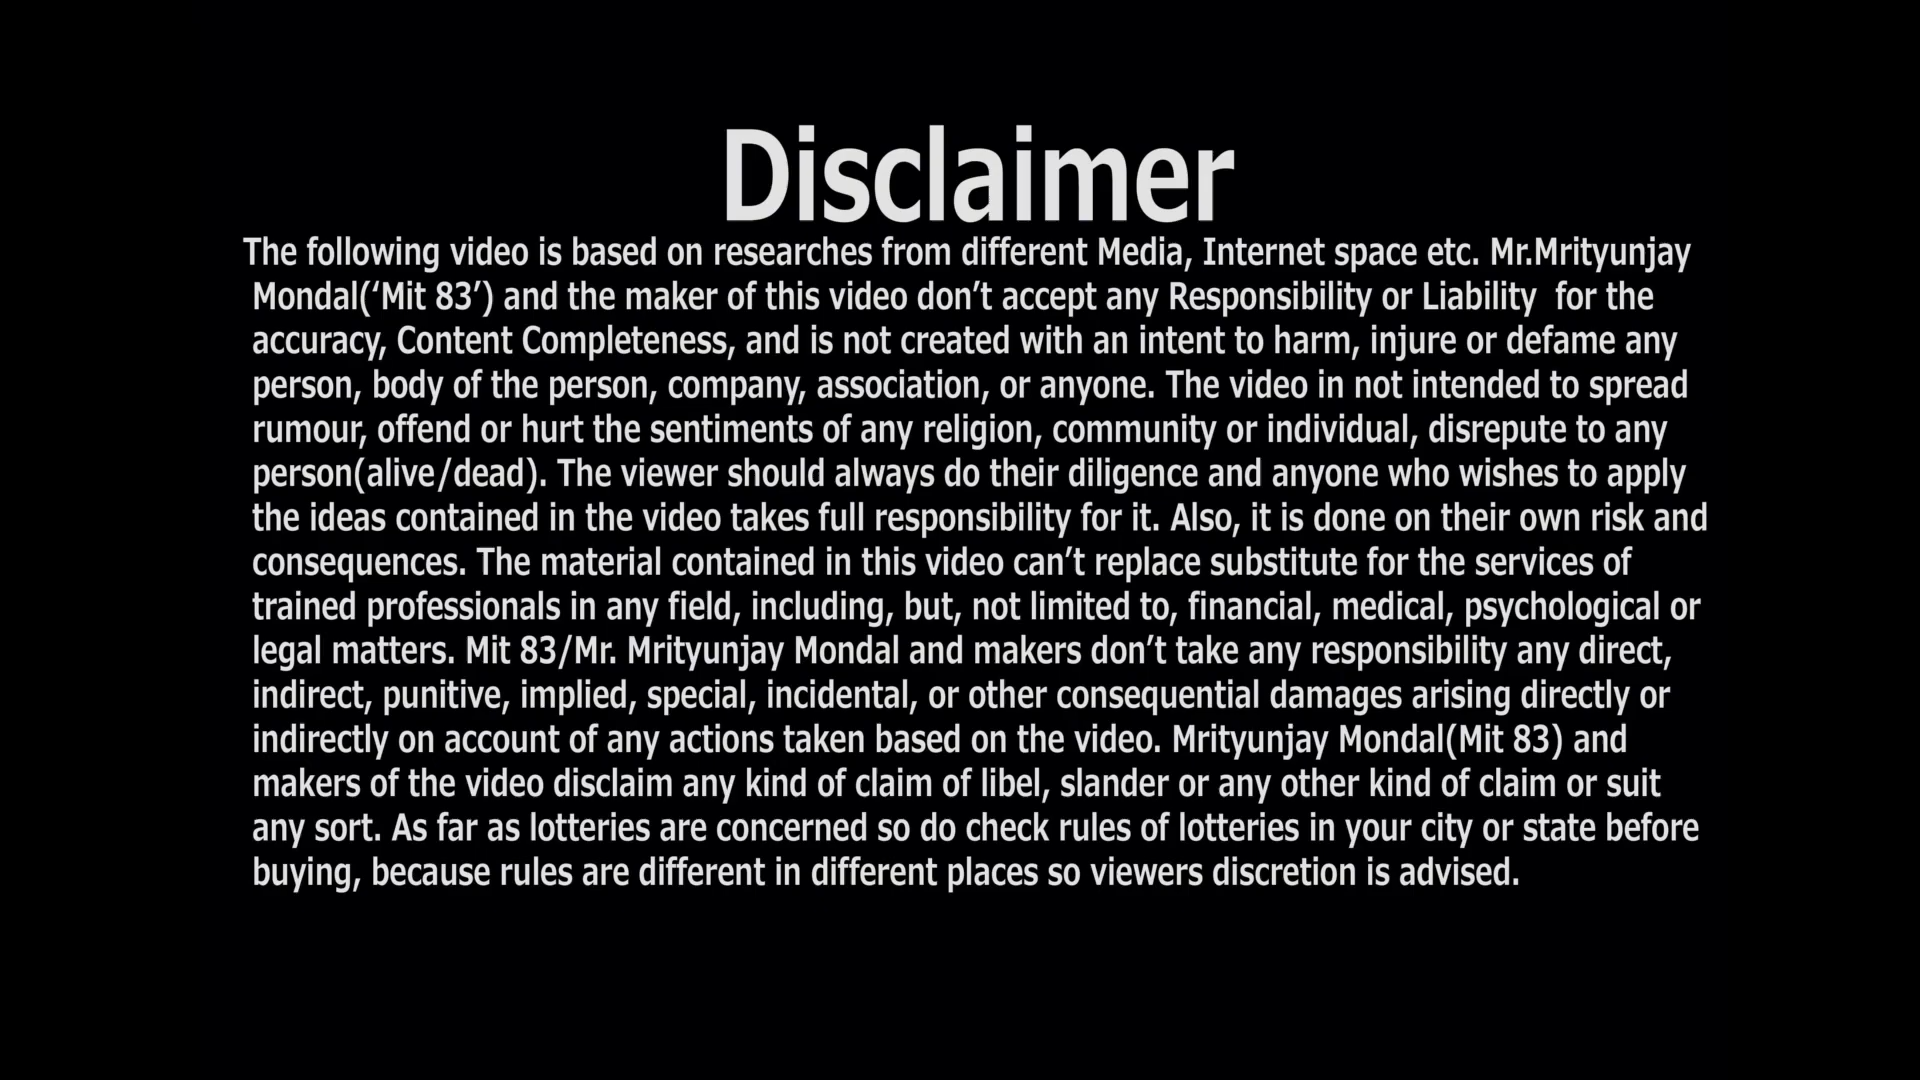 Disclaimer
The following video is based on researches from different Media, Internet space etc. Mr.Mrityunjay
Mondal(‘Mit 83’) and the maker of this video don’t accept any Responsibility or Liability  for the
accuracy, Content Completeness, and is not created with an intent to harm, injure or defame any
person, body of the person, company, association, or anyone. The video in not intended to spread
rumour, offend or hurt the sentiments of any religion, community or individual, disrepute to any
person(alive/dead). The viewer should always do their diligence and anyone who wishes to apply
the ideas contained in the video takes full responsibility for it. Also, it is done on their own risk and
consequences. The material contained in this video can’t replace substitute for the services of
trained professionals in any field, including, but, not limited to, financial, medical, psychological or
legal matters. Mit 83/Mr. Mrityunjay Mondal and makers don’t take any responsibility any direct,
indirect, punitive, implied, special, incidental, or other consequential damages arising directly or
indirectly on account of any actions taken based on the video. Mrityunjay Mondal(Mit 83) and
makers of the video disclaim any kind of claim of libel, slander or any other kind of claim or suit
any sort. As far as lotteries are concerned so do check rules of lotteries in your city or state before
buying, because rules are different in different places so viewers discretion is advised.